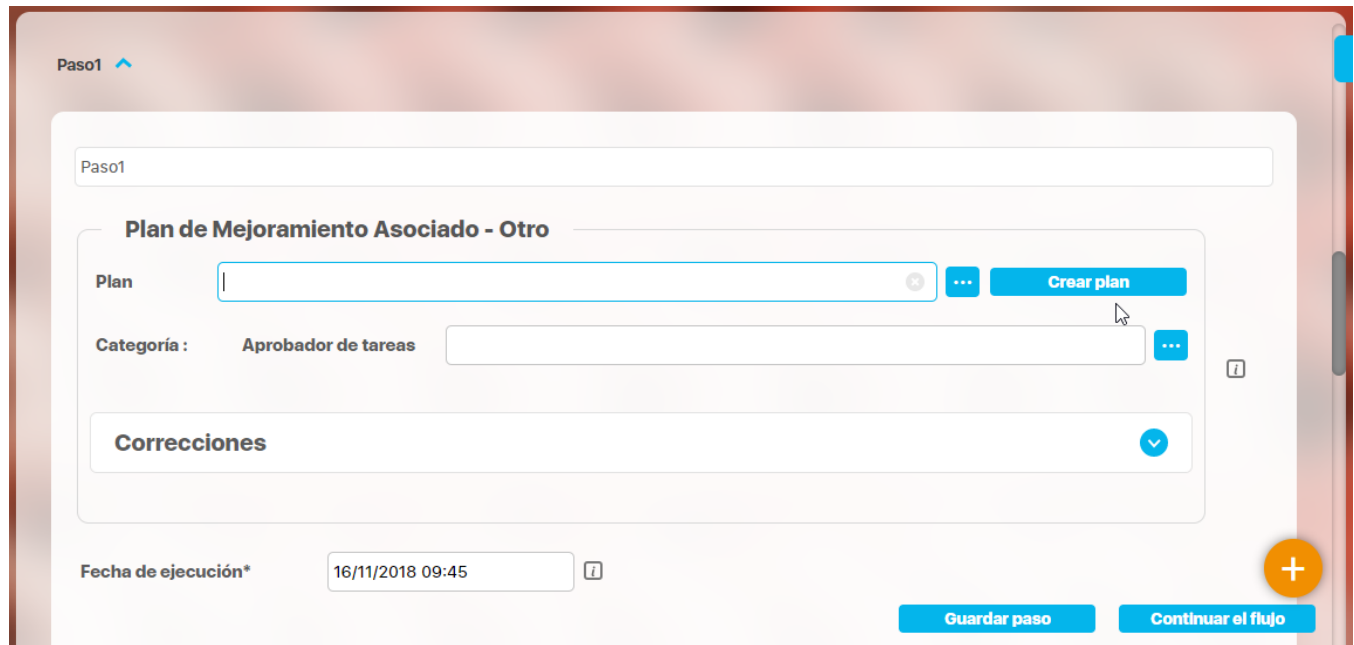 Paso1
Paso1
Plan de Mejoramiento Asociado - Otro
Plan ... Crear plan
Categoría : Aprobador de tareas ...
i
Correcciones
Fecha de ejecución* 16/11/2018 09:45 i
+
Guardar paso Continuar el flujo